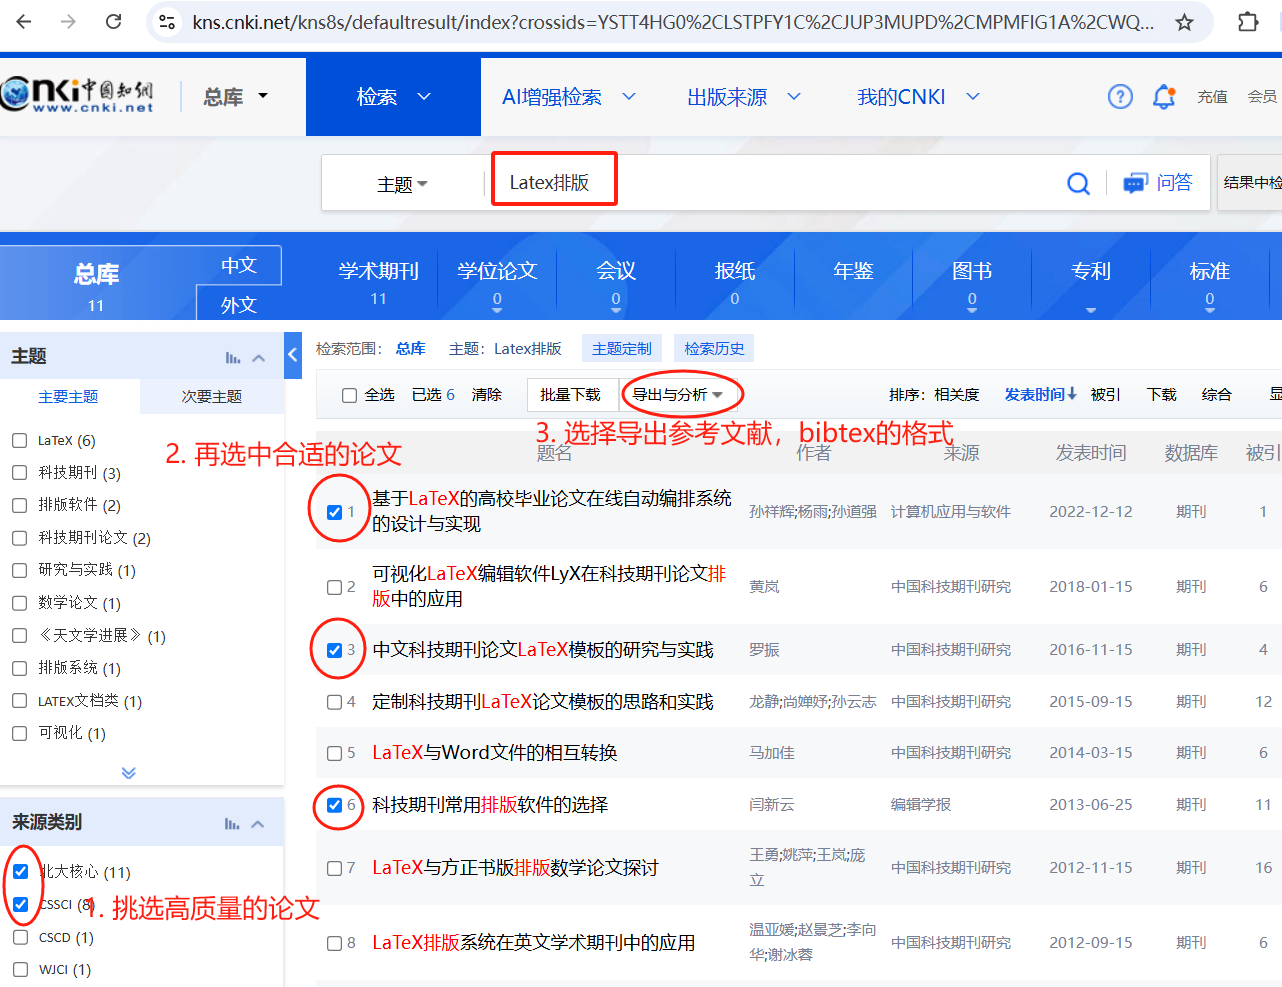 kns.cnki.net/kns8s/defaultresult/index?crossids=YSTT4HG0%2CLSTPFY1C%2CJUP3MUPD%2CMPMFIG1A%2CWQ...
Cnki 中国知网
www.cnki.net
总库
检索
AI增强检索
出版来源
我的CNKI
充值
会员
主题
Latex排版
问答
结果中检
总库
11
中文
外文
学术期刊
11
学位论文
0
会议
0
报纸
0
年鉴
图书
0
专利
标准
0
主题
主要主题
次要主题
LaTeX (6)
科技期刊 (3)
排版软件 (2)
科技期刊论文 (2)
研究与实践 (1)
数学论文 (1)
《天文学进展》 (1)
排版系统 (1)
LATEX文档类 (1)
可视化 (1)
来源类别
北大核心 (11)
CSSCI (8)
CSCD (1)
WJCI (1)
1. 挑选高质量的论文
检索范围： 总库 主题：Latex排版 主题定制 检索历史
全选 已选 6 清除 批量下载 导出与分析 排序： 相关度 发表时间↓ 被引 下载 综合
2. 再选中合适的论文
3. 选择导出参考文献，bibtex的格式
题名 作者 来源 发表时间 数据库 被引
1 基于LaTeX的高校毕业论文在线自动编排系统的设计与实现 孙祥辉;杨雨;孙道强 计算机应用与软件 2022-12-12 期刊 1
2 可视化LaTeX编辑软件LyX在科技期刊论文排版中的应用 黄岚 中国科技期刊研究 2018-01-15 期刊 6
3 中文科技期刊论文LaTeX模板的研究与实践 罗振 中国科技期刊研究 2016-11-15 期刊 4
4 定制科技期刊LaTeX论文模板的思路和实践 龙静;尚婵妤;孙云志 中国科技期刊研究 2015-09-15 期刊 12
5 LaTeX与Word文件的相互转换 马加佳 中国科技期刊研究 2014-03-15 期刊 6
6 科技期刊常用排版软件的选择 闫新云 编辑学报 2013-06-25 期刊 11
7 LaTeX与方正书版排版数学论文探讨 王勇;姚萍;王岚;庞立 中国科技期刊研究 2012-11-15 期刊 16
8 LaTeX排版系统在英文学术期刊中的应用 温亚媛;赵景芝;李向华;谢冰蓉 中国科技期刊研究 2012-09-15 期刊 6